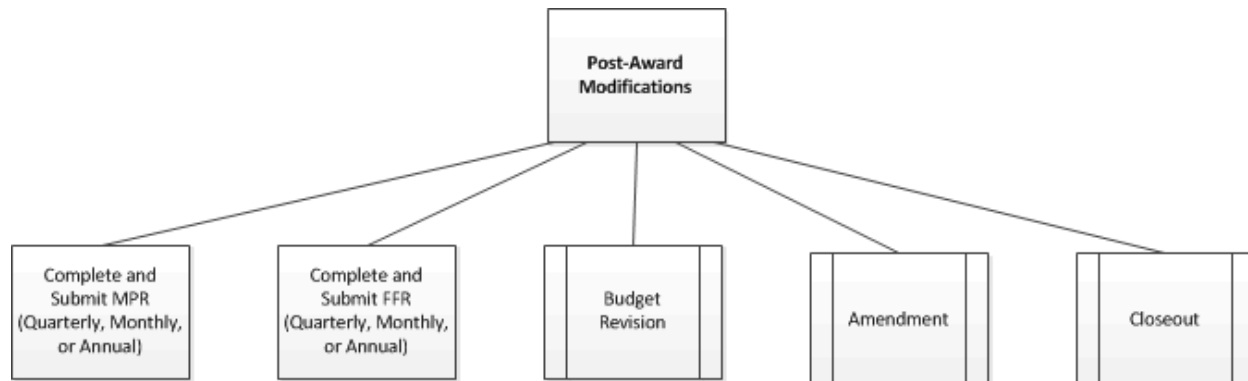 Post-Award
Modifications
Complete and
Submit MPR
(Quarterly, Monthly,
or Annual)
Complete and
Submit FFR
(Quarterly, Monthly,
or Annual)
Budget
Revision
Amendment
Closeout